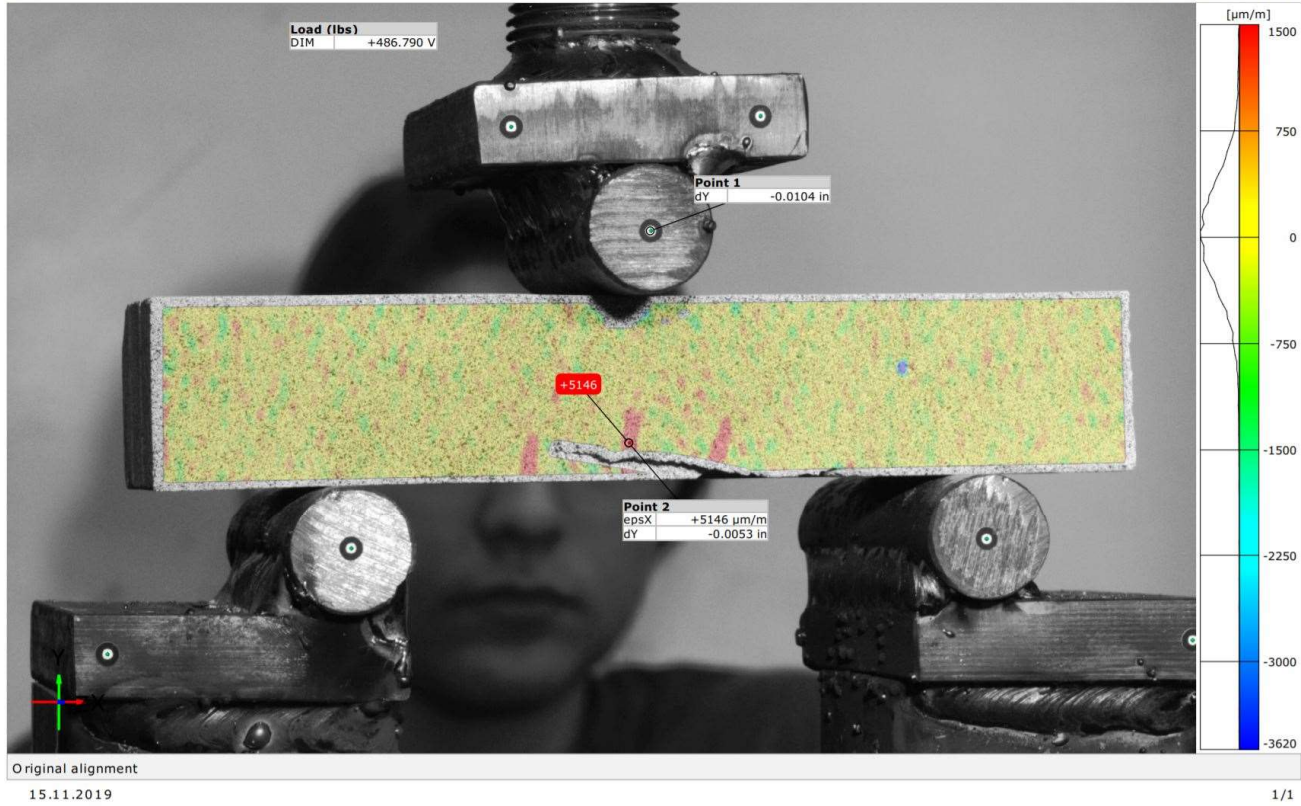 Load (lbs)
DIM +486.790 V
[µm/m]
1500
750
0
-750
-1500
-2250
-3000
-3620
Point 1
dY -0.0104 in
+5146
Point 2
epsX +5146 µm/m
dY -0.0053 in
Y
X
Original alignment
15.11.2019 1/1